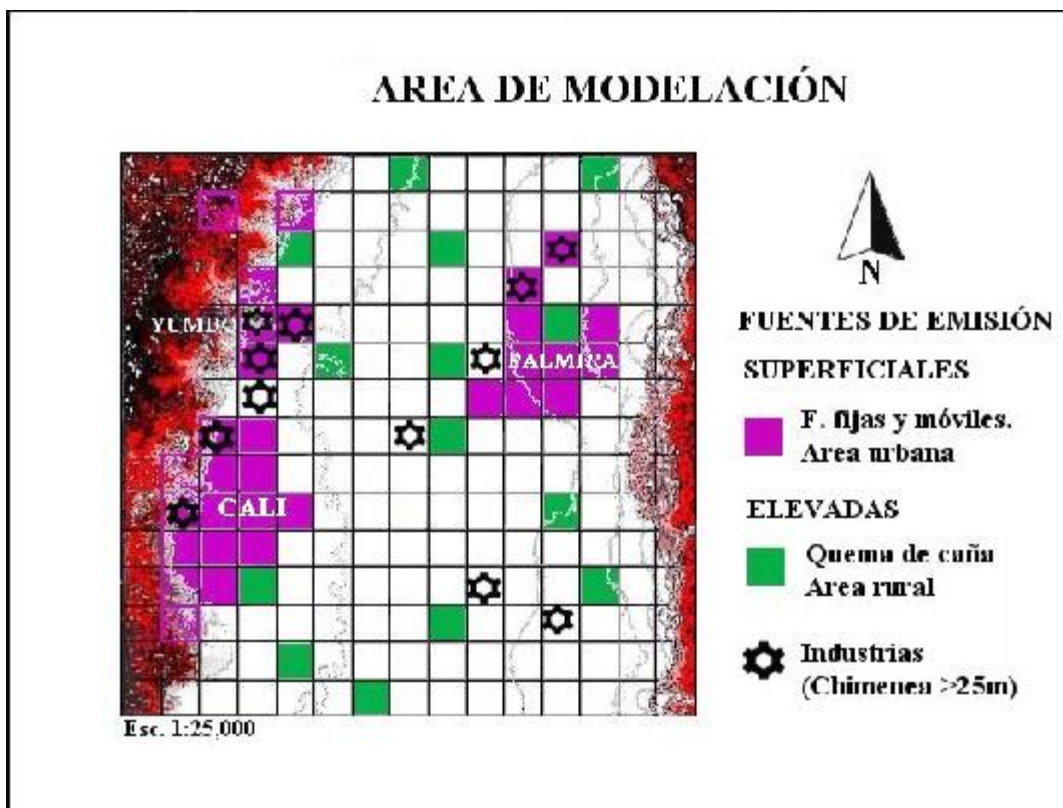 AREA DE MODELACIÓN
N
YUMBO
PALMIRA
CALI
FUENTES DE EMISIÓN
SUPERFICIALES
F. fijas y móviles.
Area urbana
ELEVADAS
Quema de caña
Area rural
Industrias
(Chimenea >25m)
Esc. 1:25,000